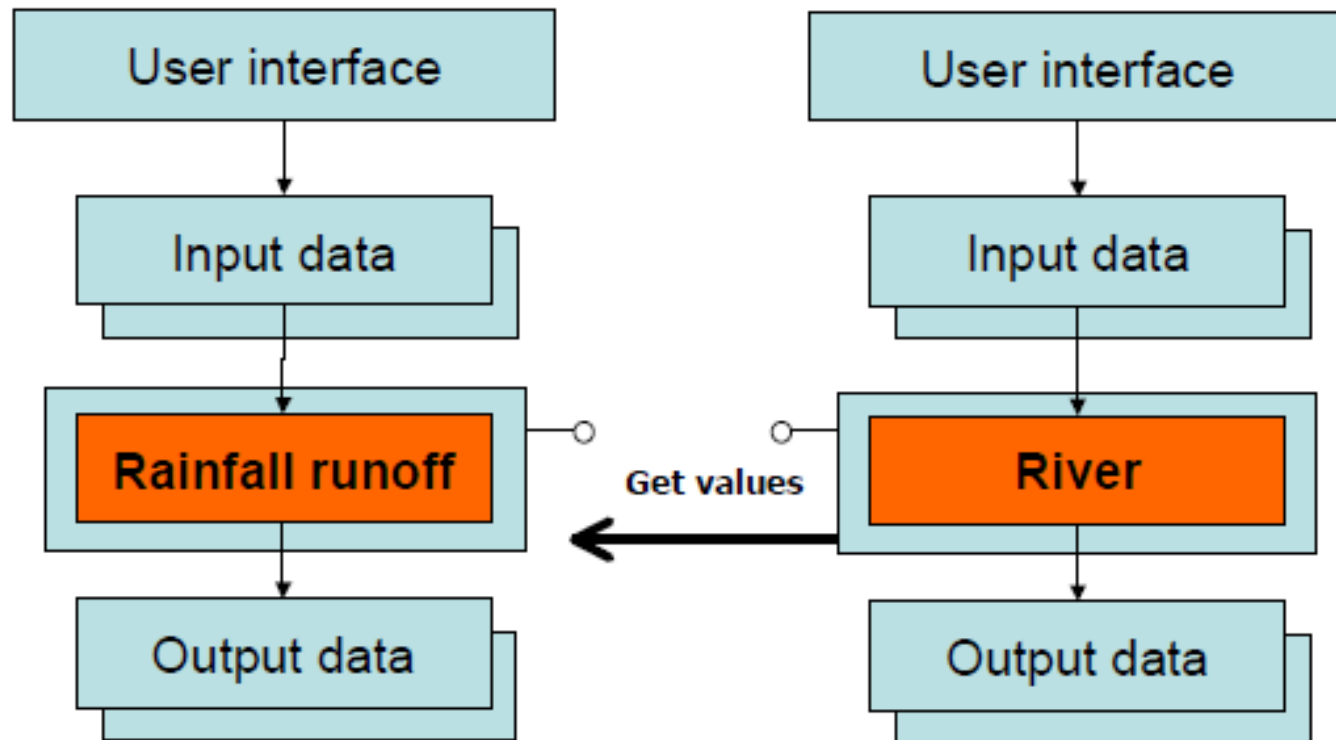 User interface
User interface
Input data
Input data
Rainfall runoff
Get values
River
Output data
Output data